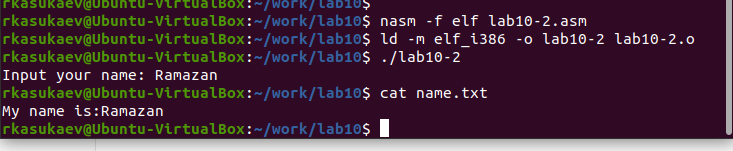 rkasukaev@Ubuntu-VirtualBox:~/work/lab10$ nasm -f elf lab10-2.asm
rkasukaev@Ubuntu-VirtualBox:~/work/lab10$ ld -m elf_i386 -o lab10-2 lab10-2.o
rkasukaev@Ubuntu-VirtualBox:~/work/lab10$ ./lab10-2
Input your name: Ramazan
rkasukaev@Ubuntu-VirtualBox:~/work/lab10$ cat name.txt
My name is:Ramazan
rkasukaev@Ubuntu-VirtualBox:~/work/lab10$